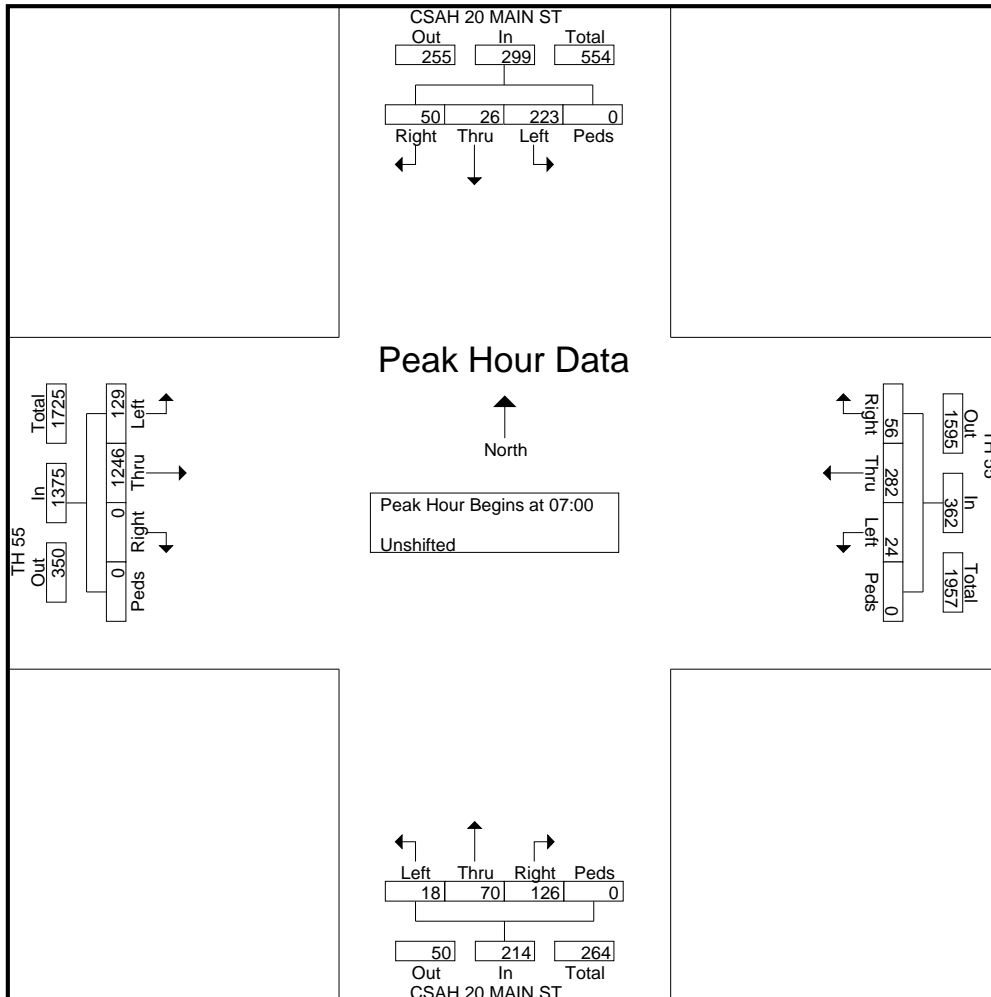 CSAH 20 MAIN ST
Out In Total
255 299 554
50 26 223 0
Right Thru Left Peds
Peak Hour Data
North
Peak Hour Begins at 07:00
Unshifted
TH 55
Out In Total
350 1375 1725
0 0 1246 129
Peds Right Thru Left
TH 55
Out In Total
1595 362 1957
56 282 24 0
Right Thru Left Peds
Left Thru Right Peds
18 70 126 0
50 214 264
Out In Total
CSAH 20 MAIN ST